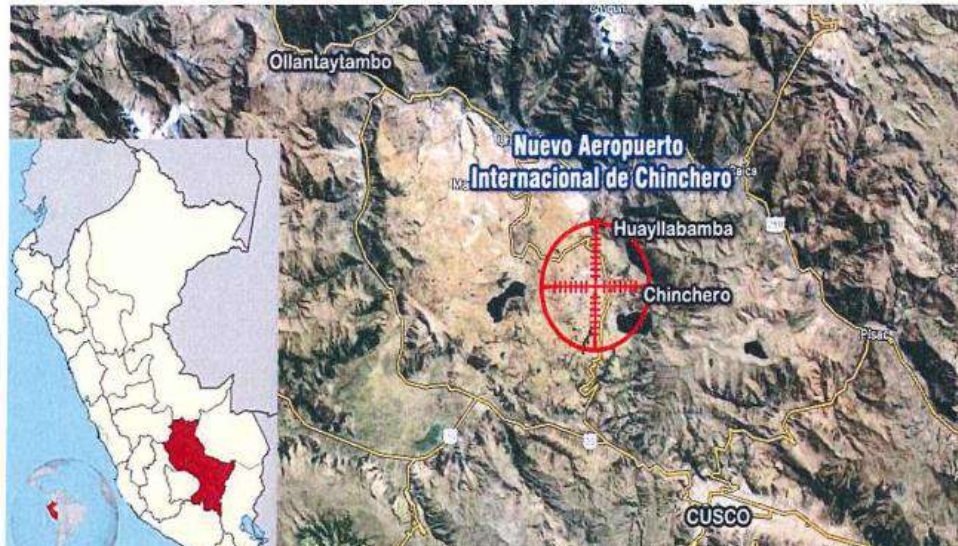 Ollantaytambo
Nuevo Aeropuerto
Internacional de Chinchero
Huayllabamba
Chinchero
Pisac
CUSCO